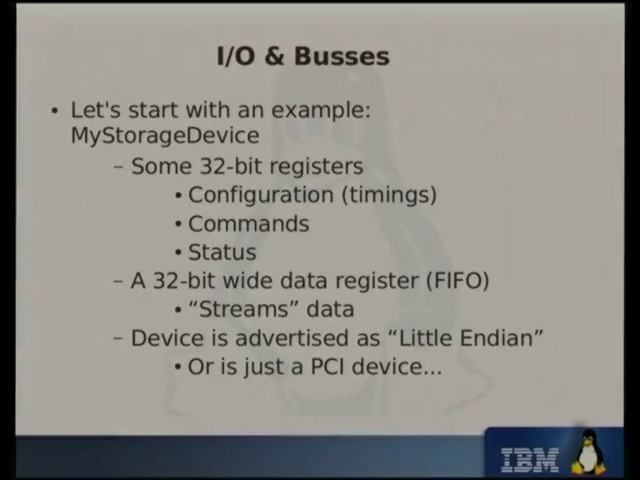 I/O & Busses
• Let's start with an example:
MyStorageDevice
– Some 32-bit registers
• Configuration (timings)
• Commands
• Status
– A 32-bit wide data register (FIFO)
• “Streams” data
– Device is advertised as “Little Endian”
• Or is just a PCI device...
IBM